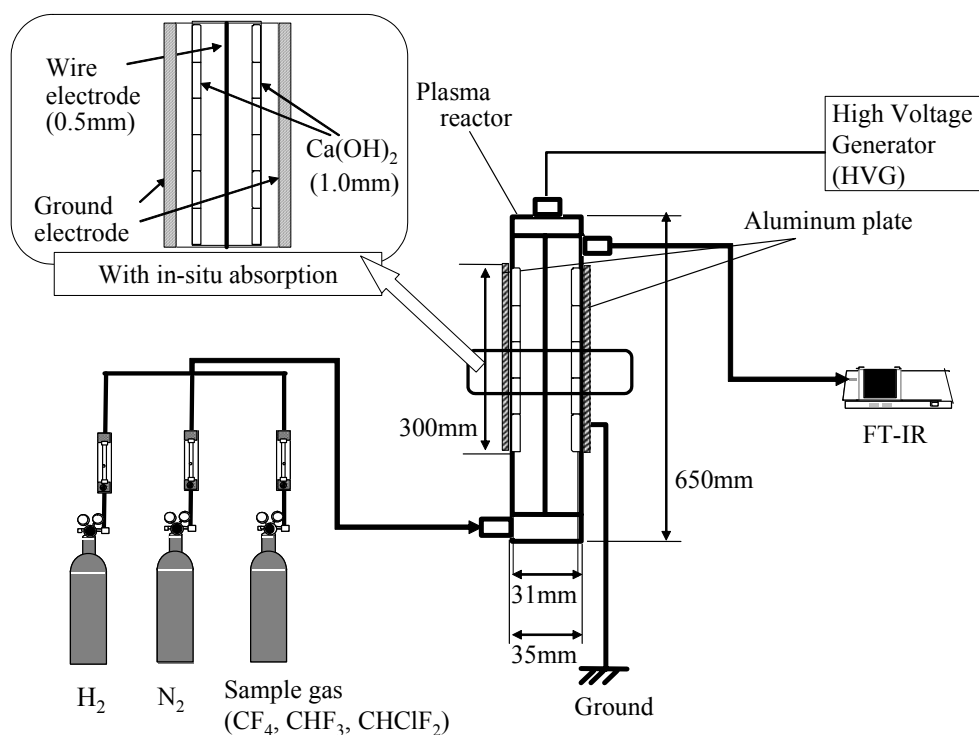 Wire
electrode
(0.5mm)
Ca(OH)₂
(1.0mm)
Ground
electrode
With in-situ absorption
Plasma
reactor
High Voltage
Generator
(HVG)
Aluminum plate
300mm
650mm
FT-IR
31mm
35mm
Ground
H₂
N₂
Sample gas
(CF₄, CHF₃, CHClF₂)